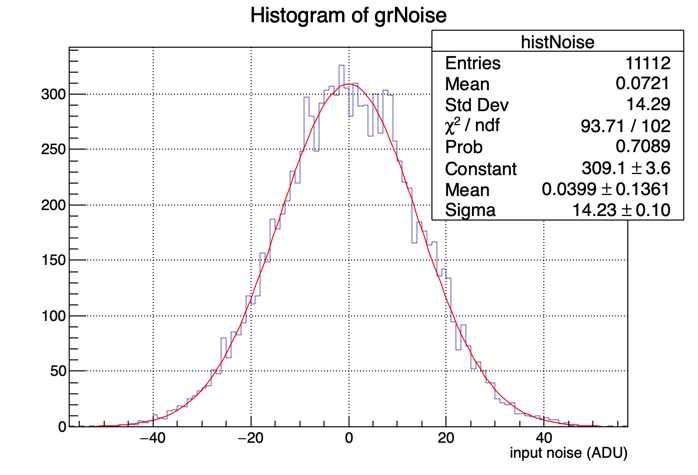 Histogram of grNoise
histNoise
Entries 11112
Mean 0.0721
Std Dev 14.29
χ² / ndf 93.71 / 102
Prob 0.7089
Constant 309.1 ± 3.6
Mean 0.0399 ± 0.1361
Sigma 14.23 ± 0.10
300
250
200
150
100
50
0
−40 −20 0 20 40
input noise (ADU)